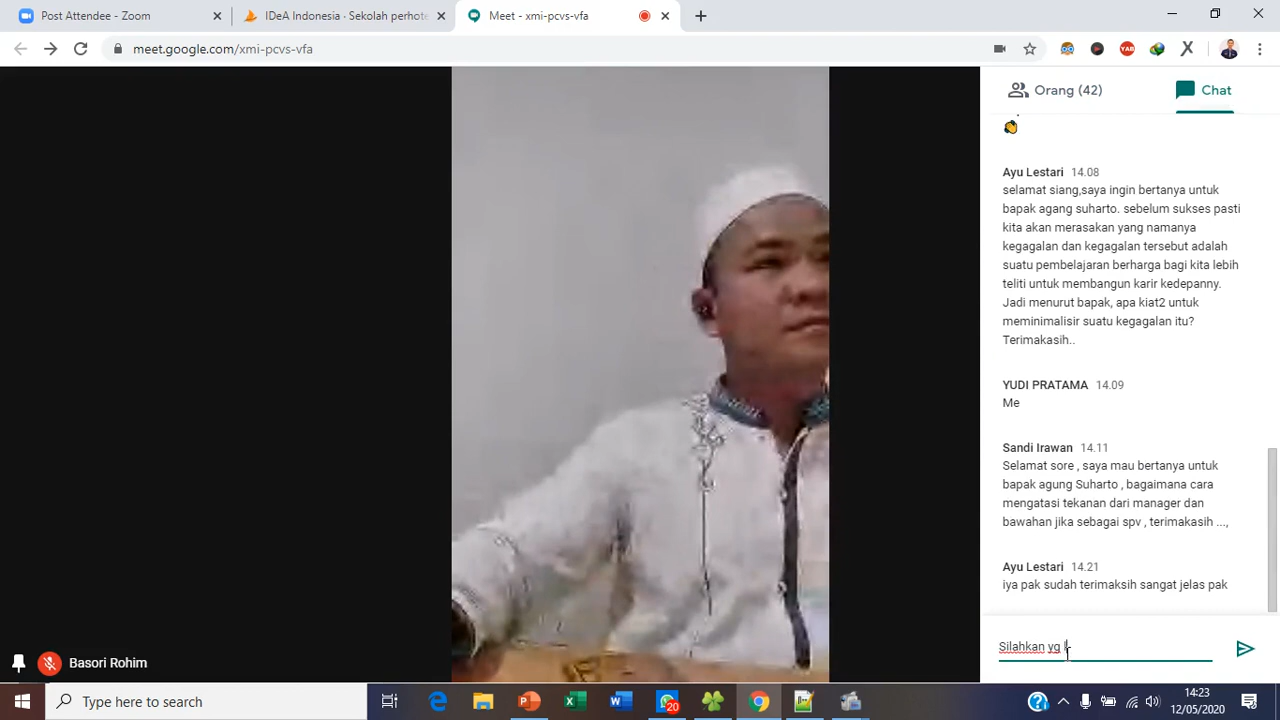 Post Attendee - Zoom
IDeA Indonesia · Sekolah perhote
Meet - xmi-pcvs-vfa
meet.google.com/xmi-pcvs-vfa
YAB
Orang (42)
Chat
Ayu Lestari 14.08
selamat siang,saya ingin bertanya untuk
bapak agang suharto. sebelum sukses pasti
kita akan merasakan yang namanya
kegagalan dan kegagalan tersebut adalah
suatu pembelajaran berharga bagi kita lebih
teliti untuk membangun karir kedepanny.
Jadi menurut bapak, apa kiat2 untuk
meminimalisir suatu kegagalan itu?
Terimakasih..
YUDI PRATAMA 14.09
Me
Sandi Irawan 14.11
Selamat sore , saya mau bertanya untuk
bapak agung Suharto , bagaimana cara
mengatasi tekanan dari manager dan
bawahan jika sebagai spv , terimakasih ...,
Ayu Lestari 14.21
iya pak sudah terimaksih sangat jelas pak
Silahkan yg l
Basori Rohim
Type here to search
20
14:23
12/05/2020